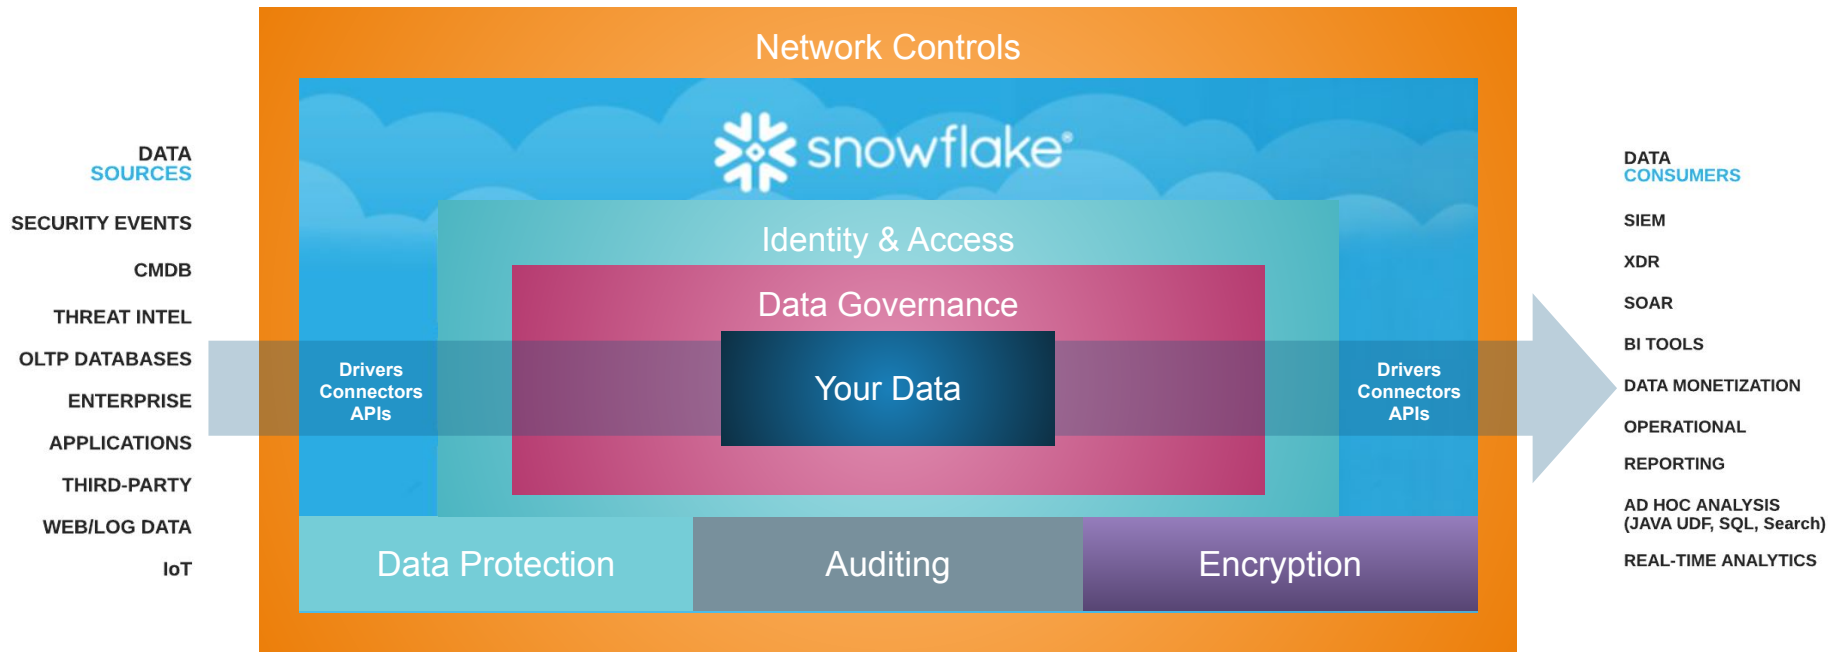 Network Controls
snowflake®
DATA
SOURCES
SECURITY EVENTS
CMDB
THREAT INTEL
OLTP DATABASES
ENTERPRISE
APPLICATIONS
THIRD-PARTY
WEB/LOG DATA
IoT
Drivers
Connectors
APIs
Identity & Access
Data Governance
Your Data
Drivers
Connectors
APIs
Data Protection
Auditing
Encryption
DATA
CONSUMERS
SIEM
XDR
SOAR
BI TOOLS
DATA MONETIZATION
OPERATIONAL
REPORTING
AD HOC ANALYSIS
(JAVA UDF, SQL, Search)
REAL-TIME ANALYTICS